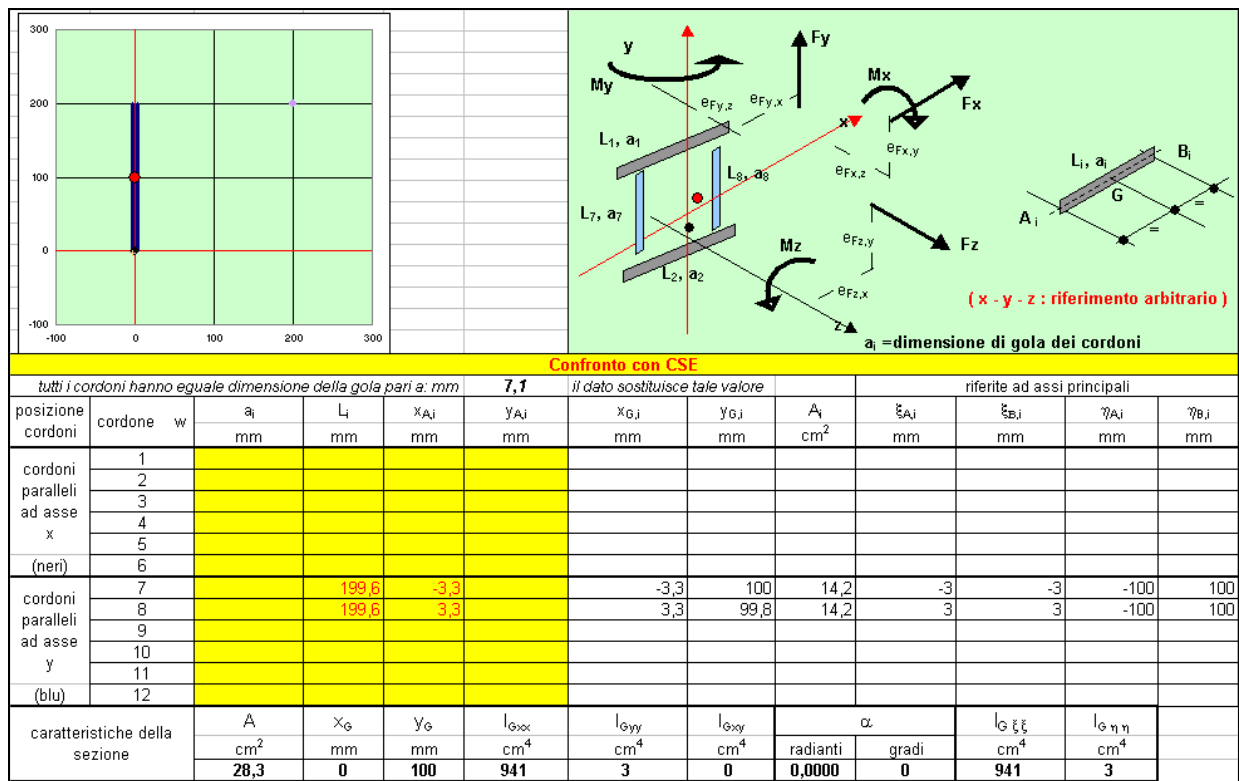 300
200
100
0
-100
-100 0 100 200 300
y
My
Fy
eFy,z eFy,x
Mx
Fx
x
eFx,y
eFx,z
L1, a1
L8, a8
L7, a7
L2, a2
Mz
eFz,y
eFz,x
Fz
z
Li, ai
Bi
G
Ai
=
=
( x - y - z : riferimento arbitrario )
ai =dimensione di gola dei cordoni
Confronto con CSE
tutti i cordoni hanno eguale dimensione della gola pari a: mm 7,1 il dato sostituisce tale valore riferite ad assi principali
posizione cordoni cordone w ai Li xA,i yA,i xG,i yG,i Ai ξA,i ξB,i ηA,i ηB,i
mm mm mm mm mm mm cm2 mm mm mm mm
cordoni paralleli ad asse x
1
2
3
4
5
(neri) 6
cordoni paralleli ad asse y
7 199,6 -3,3 -3,3 100 14,2 -3 -3 -100 100
8 199,6 3,3 3,3 99,8 14,2 3 3 -100 100
9
10
11
(blu) 12
caratteristiche della sezione
A xG yG IGxx IGyy IGxy α IG ξξ IG ηη
cm2 mm mm cm4 cm4 cm4 radianti gradi cm4 cm4
28,3 0 100 941 3 0 0,0000 0 941 3